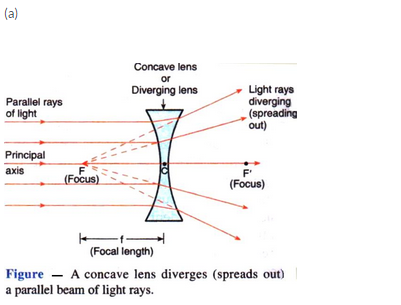 (a)
Concave lens
or
Diverging lens
Parallel rays
of light
Light rays
diverging
(spreading
out)
Principal
axis
F
(Focus)
C
F'
(Focus)
f
(Focal length)
Figure — A concave lens diverges (spreads out)
a parallel beam of light rays.